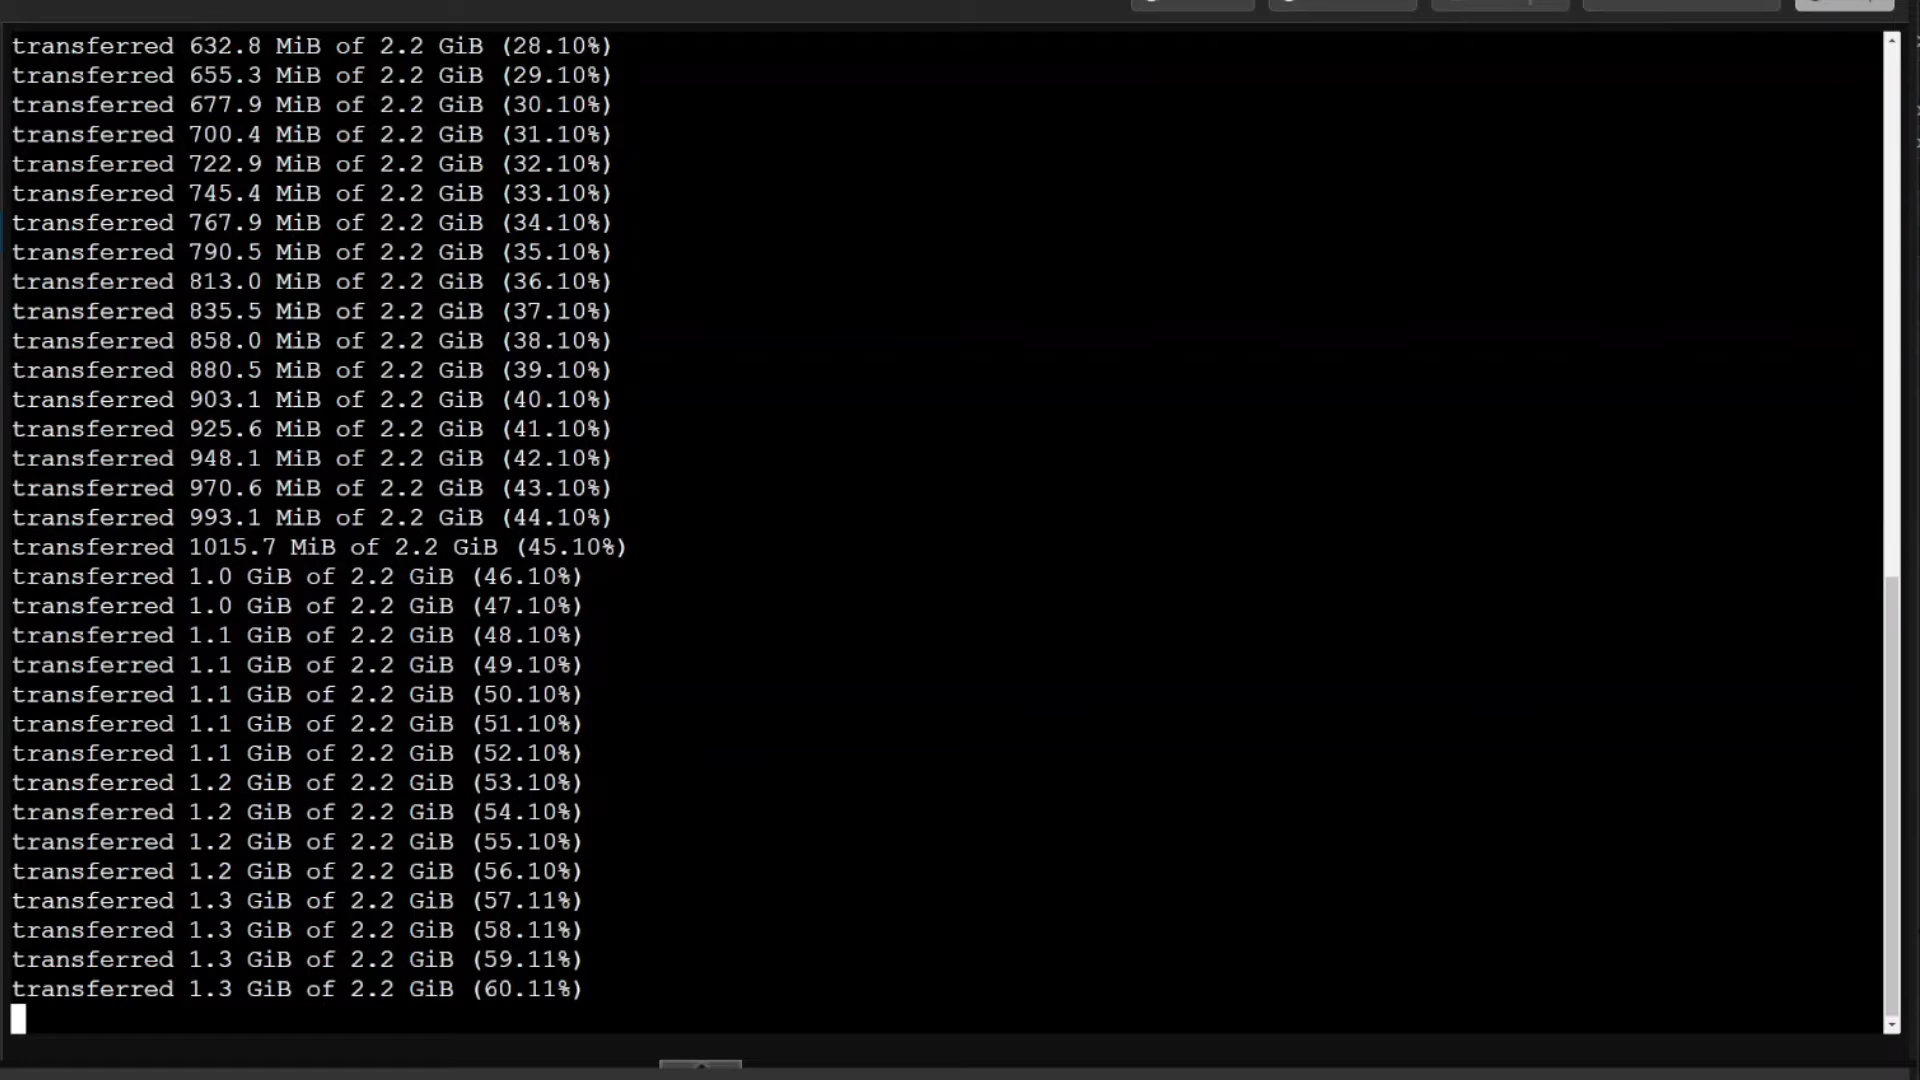 transferred 632.8 MiB of 2.2 GiB (28.10%)
transferred 655.3 MiB of 2.2 GiB (29.10%)
transferred 677.9 MiB of 2.2 GiB (30.10%)
transferred 700.4 MiB of 2.2 GiB (31.10%)
transferred 722.9 MiB of 2.2 GiB (32.10%)
transferred 745.4 MiB of 2.2 GiB (33.10%)
transferred 767.9 MiB of 2.2 GiB (34.10%)
transferred 790.5 MiB of 2.2 GiB (35.10%)
transferred 813.0 MiB of 2.2 GiB (36.10%)
transferred 835.5 MiB of 2.2 GiB (37.10%)
transferred 858.0 MiB of 2.2 GiB (38.10%)
transferred 880.5 MiB of 2.2 GiB (39.10%)
transferred 903.1 MiB of 2.2 GiB (40.10%)
transferred 925.6 MiB of 2.2 GiB (41.10%)
transferred 948.1 MiB of 2.2 GiB (42.10%)
transferred 970.6 MiB of 2.2 GiB (43.10%)
transferred 993.1 MiB of 2.2 GiB (44.10%)
transferred 1015.7 MiB of 2.2 GiB (45.10%)
transferred 1.0 GiB of 2.2 GiB (46.10%)
transferred 1.0 GiB of 2.2 GiB (47.10%)
transferred 1.1 GiB of 2.2 GiB (48.10%)
transferred 1.1 GiB of 2.2 GiB (49.10%)
transferred 1.1 GiB of 2.2 GiB (50.10%)
transferred 1.1 GiB of 2.2 GiB (51.10%)
transferred 1.1 GiB of 2.2 GiB (52.10%)
transferred 1.2 GiB of 2.2 GiB (53.10%)
transferred 1.2 GiB of 2.2 GiB (54.10%)
transferred 1.2 GiB of 2.2 GiB (55.10%)
transferred 1.2 GiB of 2.2 GiB (56.10%)
transferred 1.3 GiB of 2.2 GiB (57.11%)
transferred 1.3 GiB of 2.2 GiB (58.11%)
transferred 1.3 GiB of 2.2 GiB (59.11%)
transferred 1.3 GiB of 2.2 GiB (60.11%)